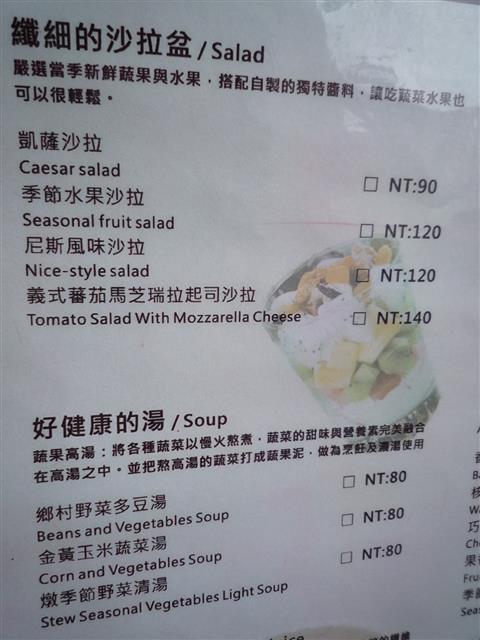 纖細的沙拉盆 / Salad
嚴選當季新鮮蔬果與水果，搭配自製的獨特醬料，讓吃蔬菜水果也
可以很輕鬆。
凱薩沙拉
Caesar salad
□ NT:90
季節水果沙拉
Seasonal fruit salad
□ NT:120
尼斯風味沙拉
Nice-style salad
□ NT:120
義式蕃茄馬芝瑞拉起司沙拉
Tomato Salad With Mozzarella Cheese
□ NT:140
好健康的湯 / Soup
蔬果高湯：將各種蔬菜以慢火熬煮，蔬菜的甜味與營養素完美融合
在高湯之中。並把熬高湯的蔬菜打成蔬果泥，做為烹飪及濃湯使用
鄉村野菜多豆湯
Beans and Vegetables Soup
□ NT:80
金黃玉米蔬菜湯
Corn and Vegetables Soup
□ NT:80
燉季節野菜清湯
Stew Seasonal Vegetables Light Soup
□ NT:80